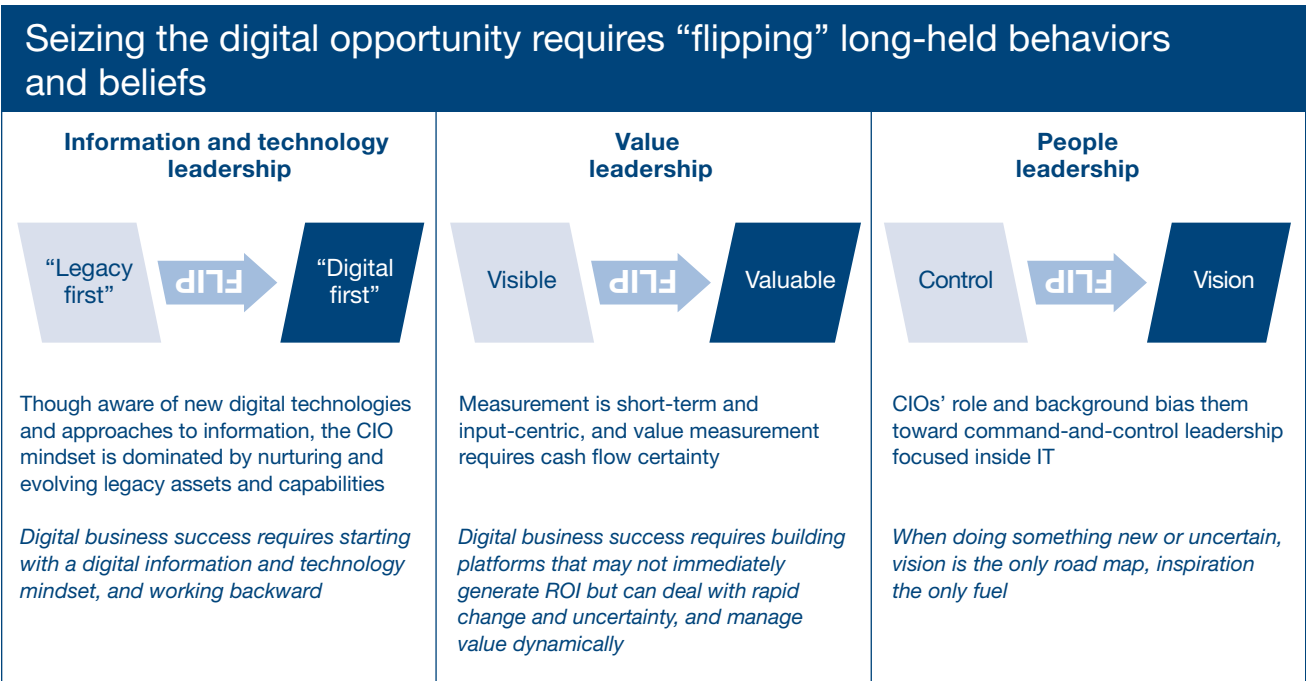 Seizing the digital opportunity requires “flipping” long-held behaviors
and beliefs
Information and technology
leadership
“Legacy
first”
FLIP
“Digital
first”
Though aware of new digital technologies
and approaches to information, the CIO
mindset is dominated by nurturing and
evolving legacy assets and capabilities
Digital business success requires starting
with a digital information and technology
mindset, and working backward
Value
leadership
Visible
FLIP
Valuable
Measurement is short-term and
input-centric, and value measurement
requires cash flow certainty
Digital business success requires building
platforms that may not immediately
generate ROI but can deal with rapid
change and uncertainty, and manage
value dynamically
People
leadership
Control
FLIP
Vision
CIOs’ role and background bias them
toward command-and-control leadership
focused inside IT
When doing something new or uncertain,
vision is the only road map, inspiration
the only fuel